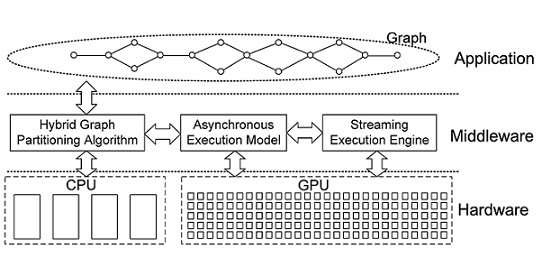 Graph
Application
Hybrid Graph
Partitioning Algorithm
Asynchronous
Execution Model
Streaming
Execution Engine
Middleware
CPU
GPU
Hardware